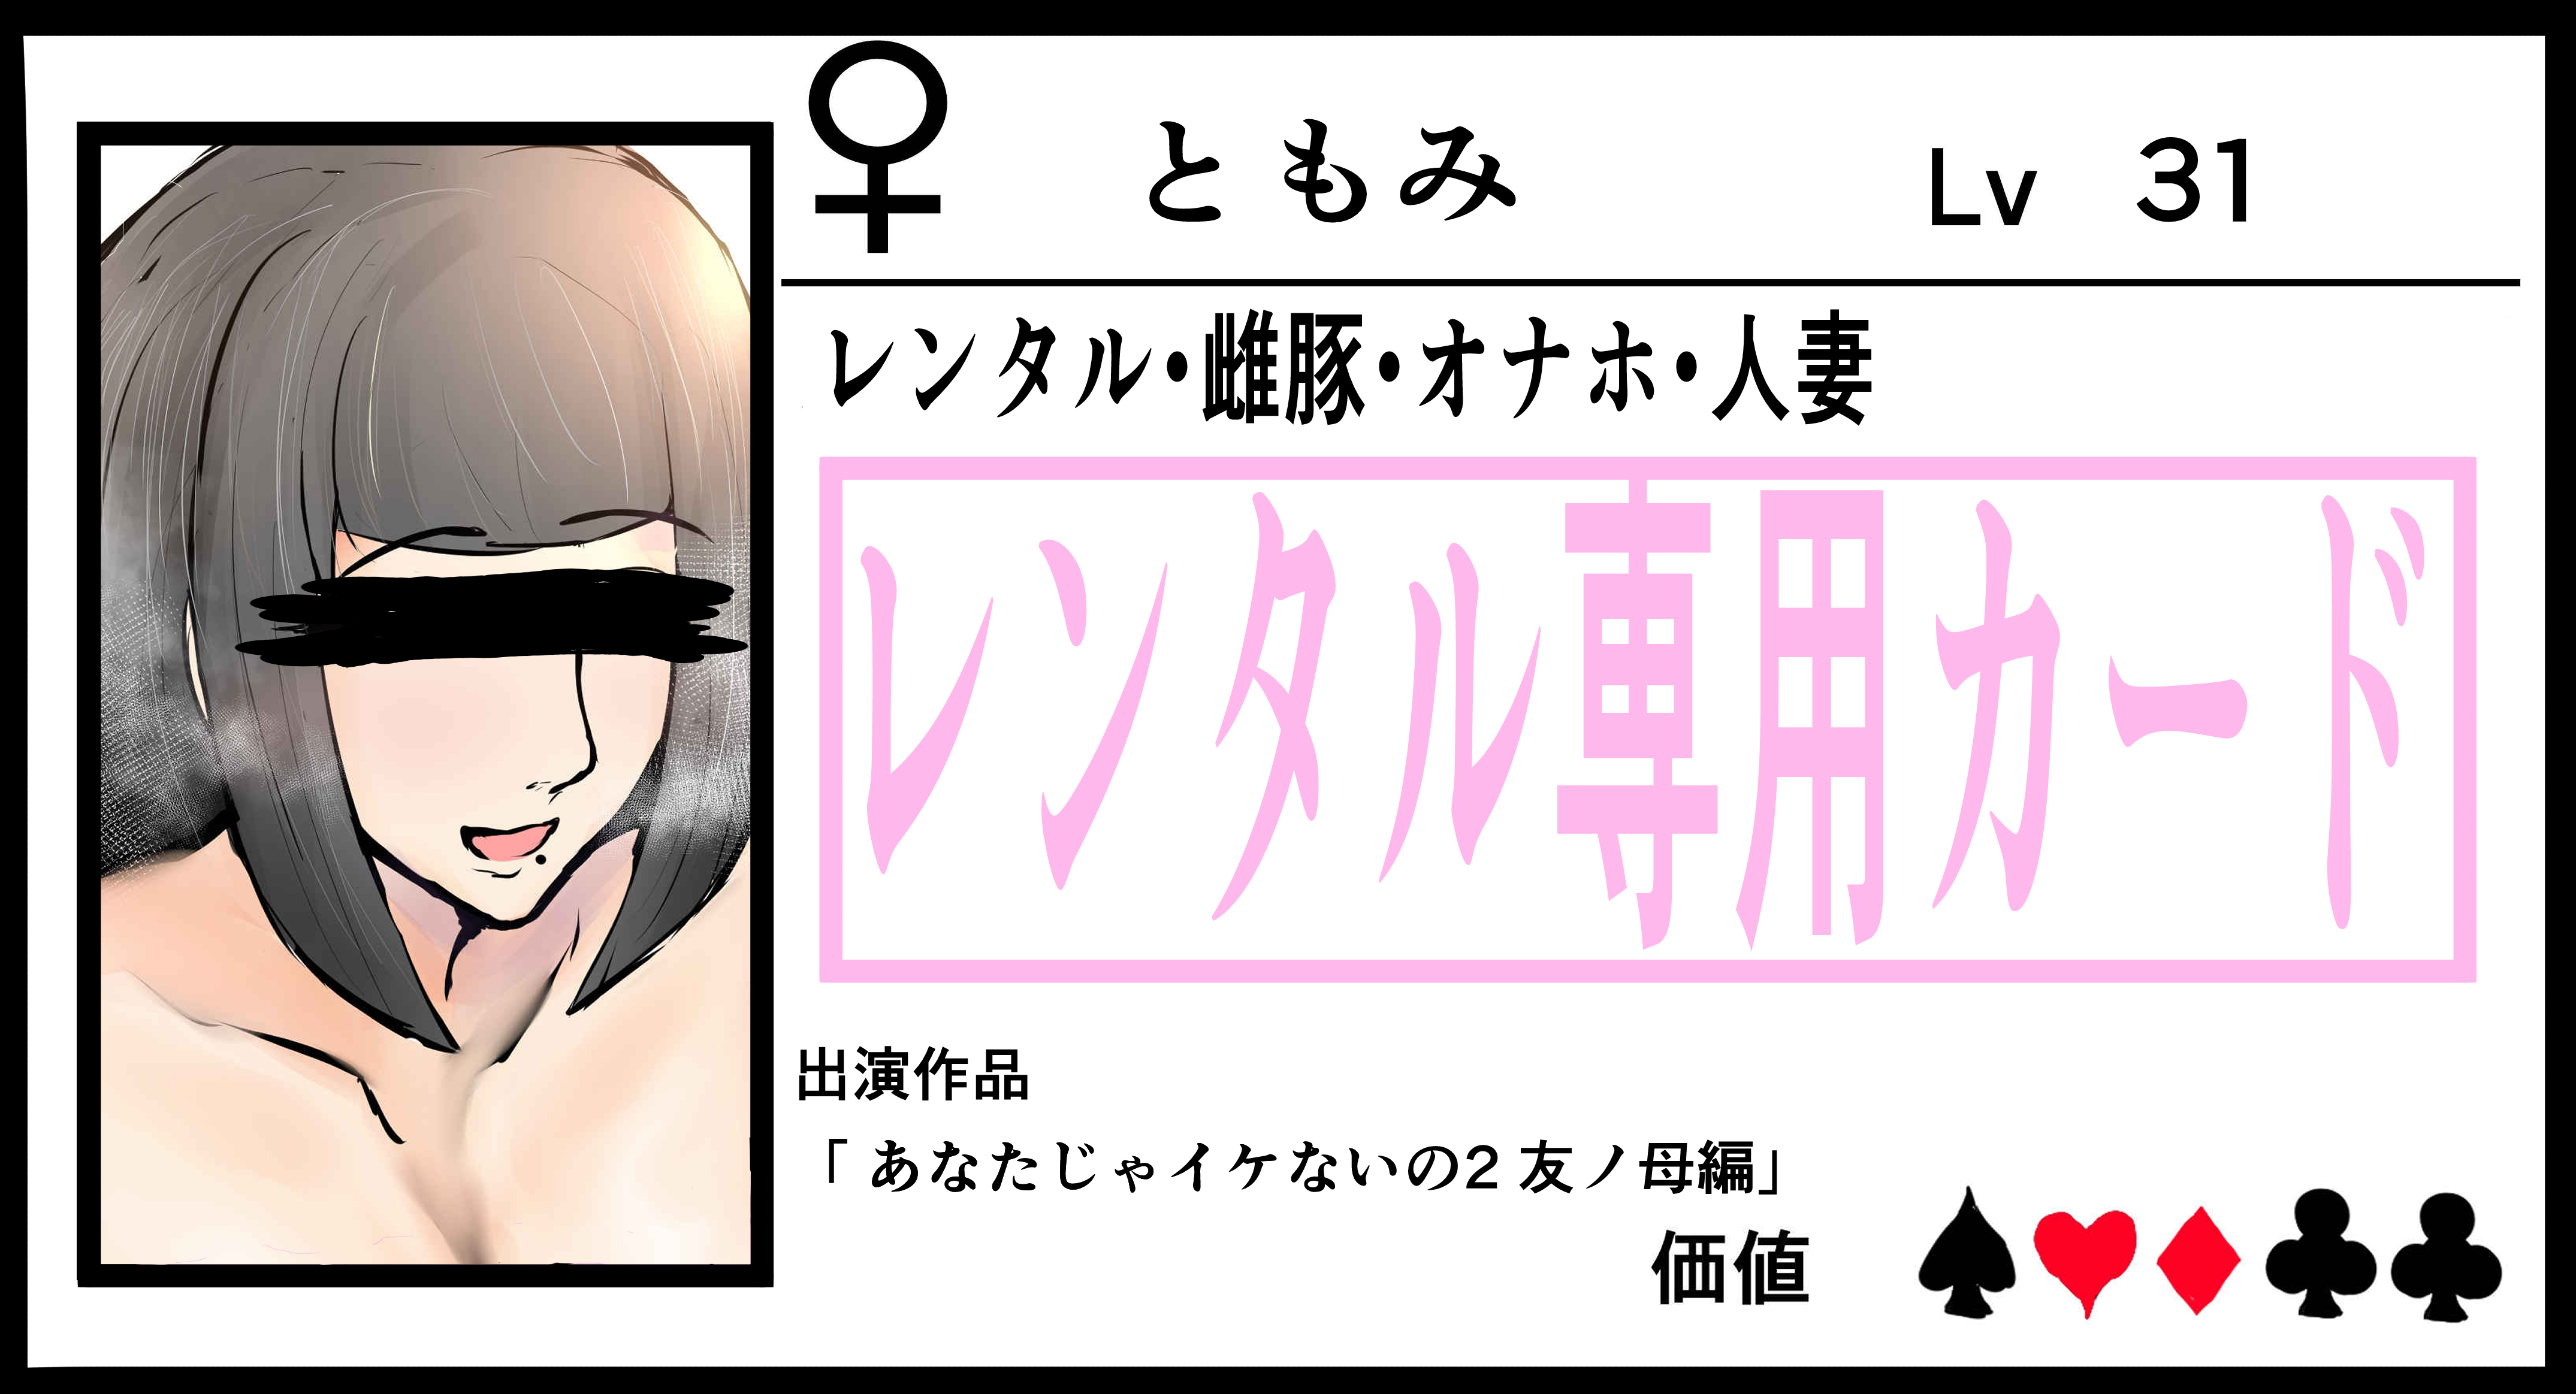 ♀ ともみ Lv 31
レンタル・雌豚・オナホ・人妻
レンタル専用カード
出演作品
「あなたじゃイケないの2 友ノ母編」
価値 ♠♥♦♣♣